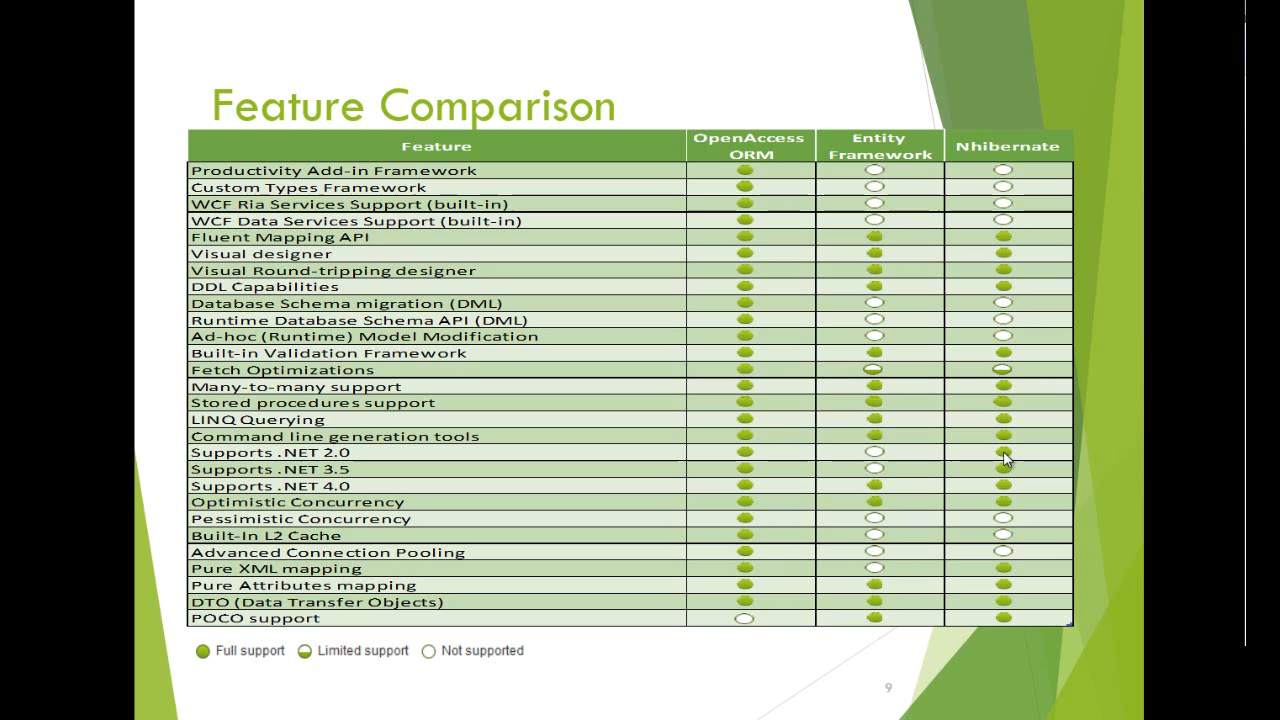 Feature Comparison
Feature
OpenAccess
ORM
Entity
Framework
Nhibernate
Productivity Add-in Framework
Custom Types Framework
WCF Ria Services Support (built-in)
WCF Data Services Support (built-in)
Fluent Mapping API
Visual designer
Visual Round-tripping designer
DDL Capabilities
Database Schema migration (DML)
Runtime Database Schema API (DML)
Ad-hoc (Runtime) Model Modification
Built-in Validation Framework
Fetch Optimizations
Many-to-many support
Stored procedures support
LINQ Querying
Command line generation tools
Supports .NET 2.0
Supports .NET 3.5
Supports .NET 4.0
Optimistic Concurrency
Pessimistic Concurrency
Built-In L2 Cache
Advanced Connection Pooling
Pure XML mapping
Pure Attributes mapping
DTO (Data Transfer Objects)
POCO support
Full support Limited support Not supported
9